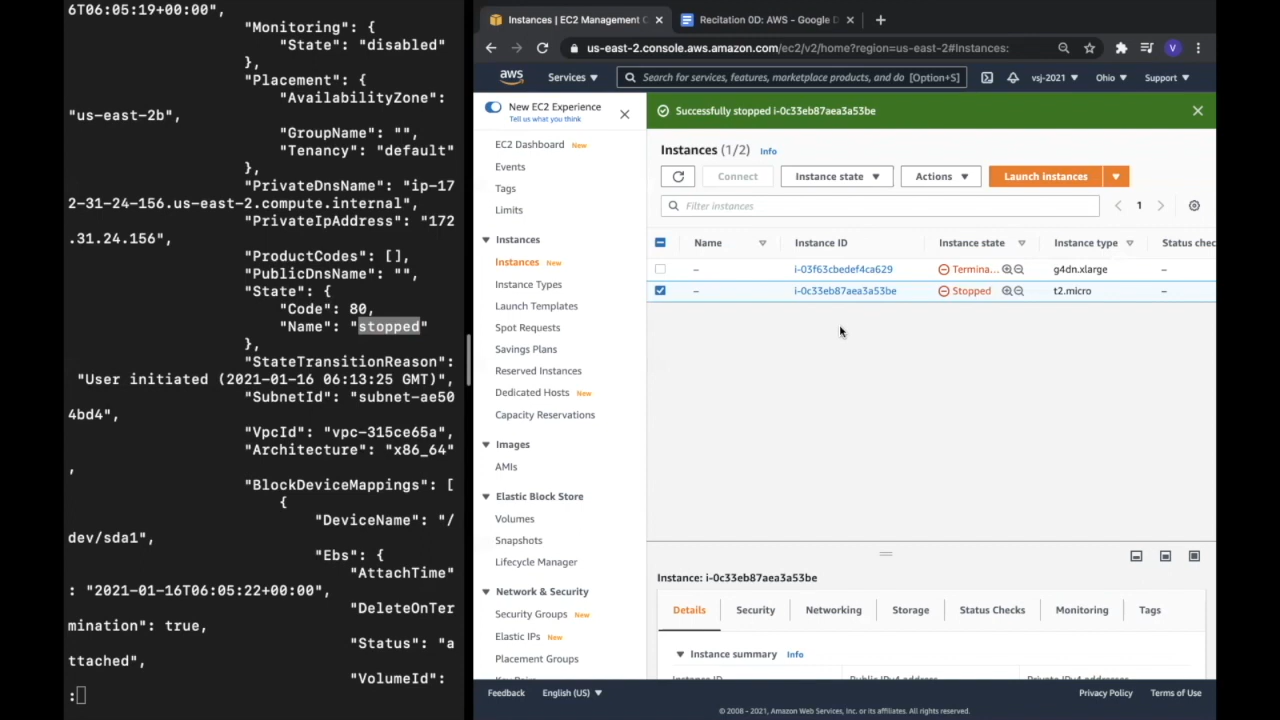 6T06:05:19+00:00",
"Monitoring": {
"State": "disabled"
},
"Placement": {
"AvailabilityZone":
"us-east-2b",
"GroupName": "",
"Tenancy": "default"
},
"PrivateDnsName": "ip-17
2-31-24-156.us-east-2.compute.internal",
"PrivateIpAddress": "172
.31.24.156",
"ProductCodes": [],
"PublicDnsName": "",
"State": {
"Code": 80,
"Name": "stopped"
},
"StateTransitionReason":
"User initiated (2021-01-16 06:13:25 GMT)",
"SubnetId": "subnet-ae50
4bd4",
"VpcId": "vpc-315ce65a",
"Architecture": "x86_64"
,
"BlockDeviceMappings": [
{
"DeviceName": "/
dev/sda1",
"Ebs": {
"AttachTime"
: "2021-01-16T06:05:22+00:00",
"DeleteOnTer
mination": true,
"Status": "a
ttached",
"VolumeId":
:
Instances | EC2 Management C
Recitation 0D: AWS - Google D
us-east-2.console.aws.amazon.com/ec2/v2/home?region=us-east-2#Instances:
V
aws
Services
Search for services, features, marketplace products, and do [Option+S]
vsj-2021
Ohio
Support
New EC2 Experience
Tell us what you think
EC2 Dashboard New
Events
Tags
Limits
Instances
Instances New
Instance Types
Launch Templates
Spot Requests
Savings Plans
Reserved Instances
Dedicated Hosts New
Capacity Reservations
Images
AMIs
Elastic Block Store
Volumes
Snapshots
Lifecycle Manager
Network & Security
Security Groups New
Elastic IPs New
Placement Groups
Successfully stopped i-0c33eb87aea3a53be
Instances (1/2) Info
Connect
Instance state
Actions
Launch instances
Filter instances
1
Name
Instance ID
Instance state
Instance type
Status chec
– i-03f63cbedef4ca629 Termina... g4dn.xlarge –
– i-0c33eb87aea3a53be Stopped t2.micro –
Instance: i-0c33eb87aea3a53be
Details
Security
Networking
Storage
Status Checks
Monitoring
Tags
Instance summary Info
Feedback
English (US)
Privacy Policy
Terms of Use
© 2008 - 2021, Amazon Web Services, Inc. or its affiliates. All rights reserved.